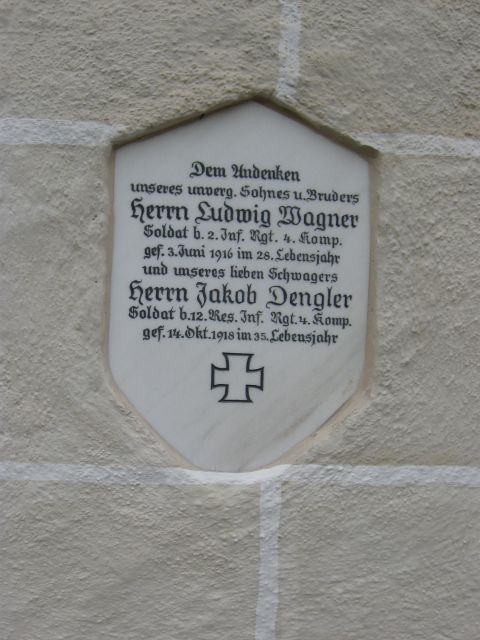 Dem Andenken
unseres unverg. Sohnes u. Bruders
Herrn Ludwig Wagner
Soldat b. 2. Inf. Rgt. 4. Komp.
gef. 3. Juni 1916 im 28. Lebensjahr
und unseres lieben Schwagers
Herrn Jakob Dengler
Soldat b. 12. Res. Inf. Rgt. 4. Komp.
gef. 14. Okt. 1918 im 35. Lebensjahr